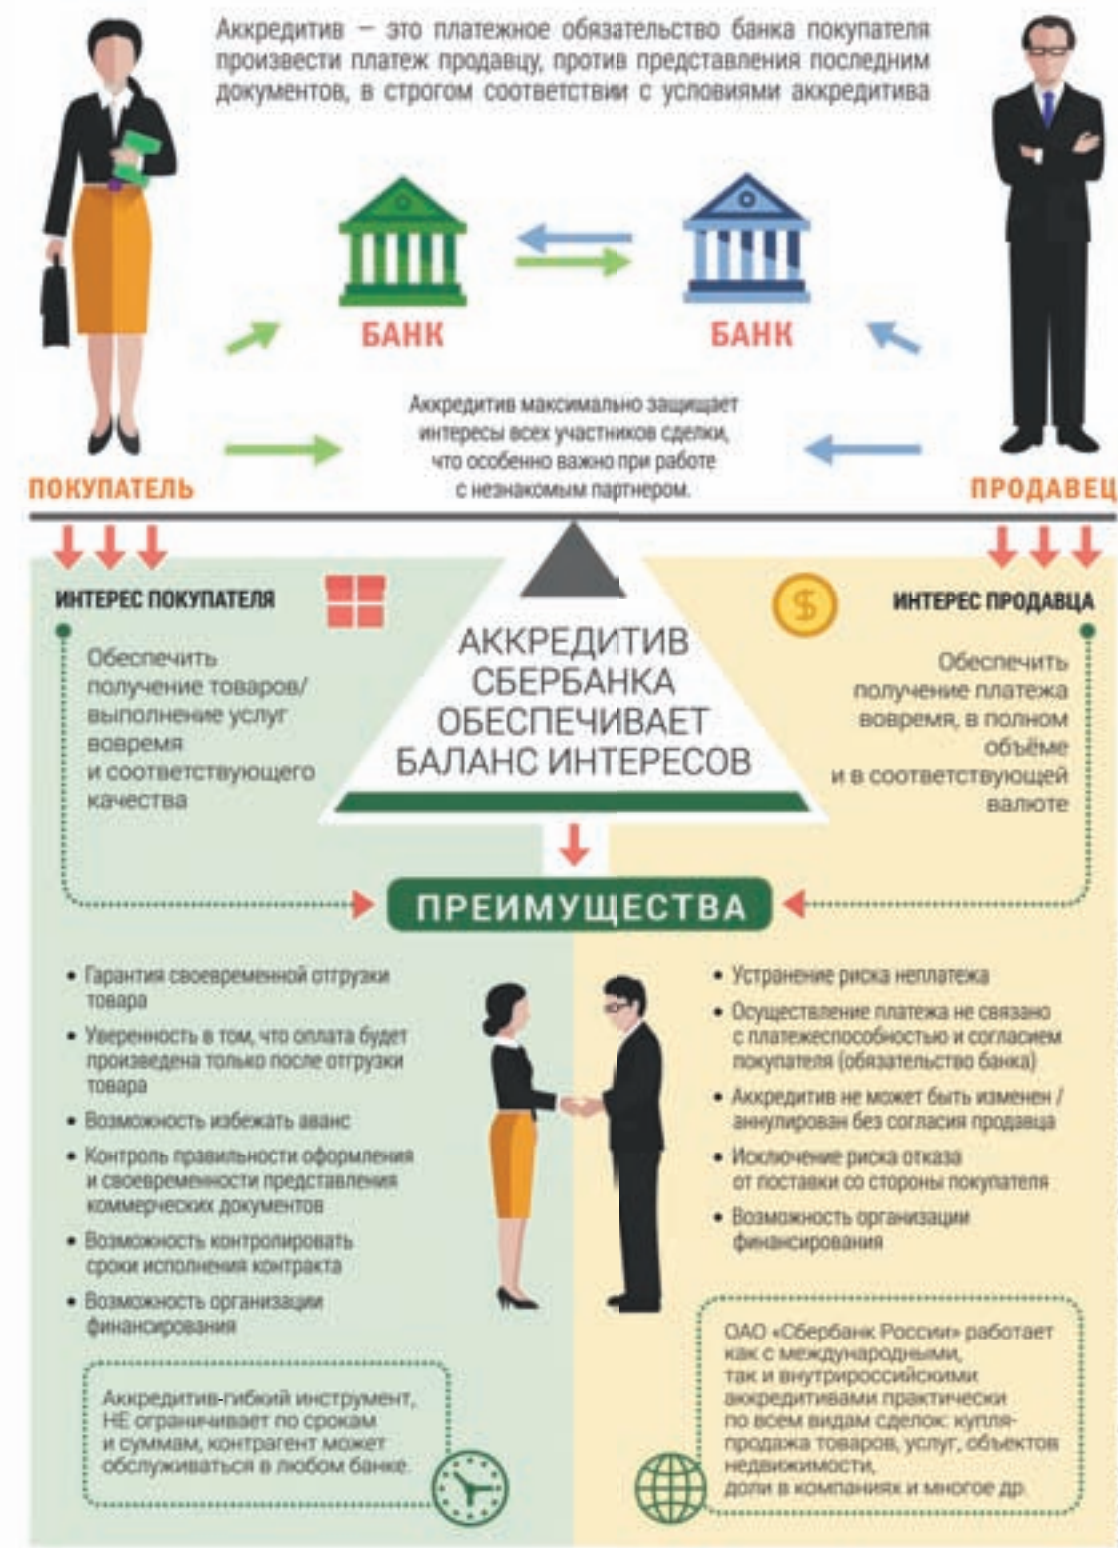 Аккредитив – это платежное обязательство банка покупателя
произвести платеж продавцу, против представления последним
документов, в строгом соответствии с условиями аккредитива
БАНК
БАНК
Аккредитив максимально защищает
интересы всех участников сделки,
что особенно важно при работе
с незнакомым партнером.
ПОКУПАТЕЛЬ
ПРОДАВЕЦ
ИНТЕРЕС ПОКУПАТЕЛЯ
Обеспечить
получение товаров/
выполнение услуг
вовремя
и соответствующего
качества
АККРЕДИТИВ
СБЕРБАНКА
ОБЕСПЕЧИВАЕТ
БАЛАНС ИНТЕРЕСОВ
$
ИНТЕРЕС ПРОДАВЦА
Обеспечить
получение платежа
вовремя, в полном
объёме
и в соответствующей
валюте
ПРЕИМУЩЕСТВА
• Гарантия своевременной отгрузки
товара
• Уверенность в том, что оплата будет
произведена только после отгрузки
товара
• Возможность избежать аванс
• Контроль правильности оформления
и своевременности представления
коммерческих документов
• Возможность контролировать
сроки исполнения контракта
• Возможность организации
финансирования
• Устранение риска неплатежа
• Осуществление платежа не связано
с платежеспособностью и согласием
покупателя (обязательство банка)
• Аккредитив не может быть изменен /
аннулирован без согласия продавца
• Исключение риска отказа
от поставки со стороны покупателя
• Возможность организации
финансирования
Аккредитив-гибкий инструмент,
НЕ ограничивает по срокам
и суммам, контрагент может
обслуживаться в любом банке.
ОАО «Сбербанк России» работает
как с международными,
так и внутрироссийскими
аккредитивами практически
по всем видам сделок: купля-
продажа товаров, услуг, объектов
недвижимости,
доли в компаниях и многое др.